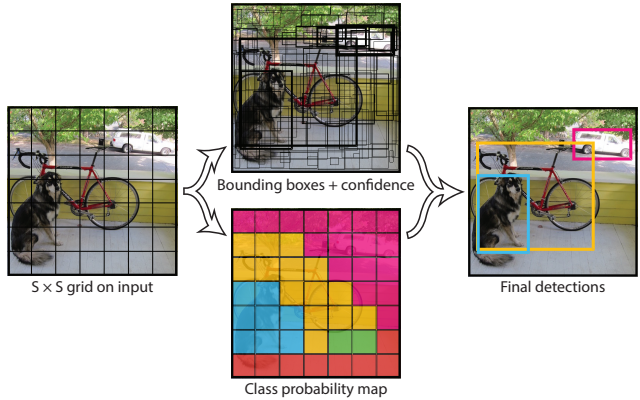 Bounding boxes + confidence
S × S grid on input
Final detections
Class probability map